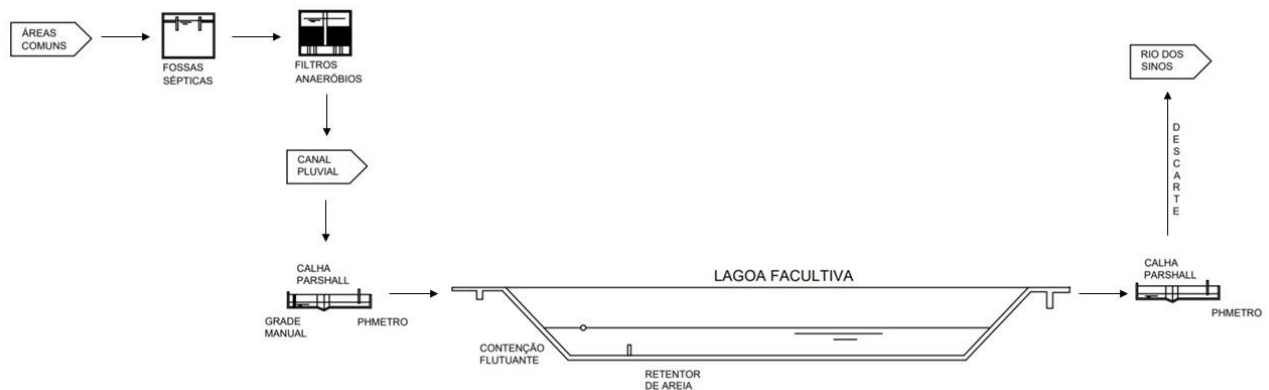 ÁREAS
COMUNS
FOSSAS
SÉPTICAS
FILTROS
ANAERÓBIOS
CANAL
PLUVIAL
CALHA
PARSHALL
GRADE
MANUAL
PHMETRO
LAGOA FACULTIVA
CONTENÇÃO
FLUTUANTE
RETENTOR
DE AREIA
CALHA
PARSHALL
PHMETRO
DESCARTE
RIO DOS
SINOS